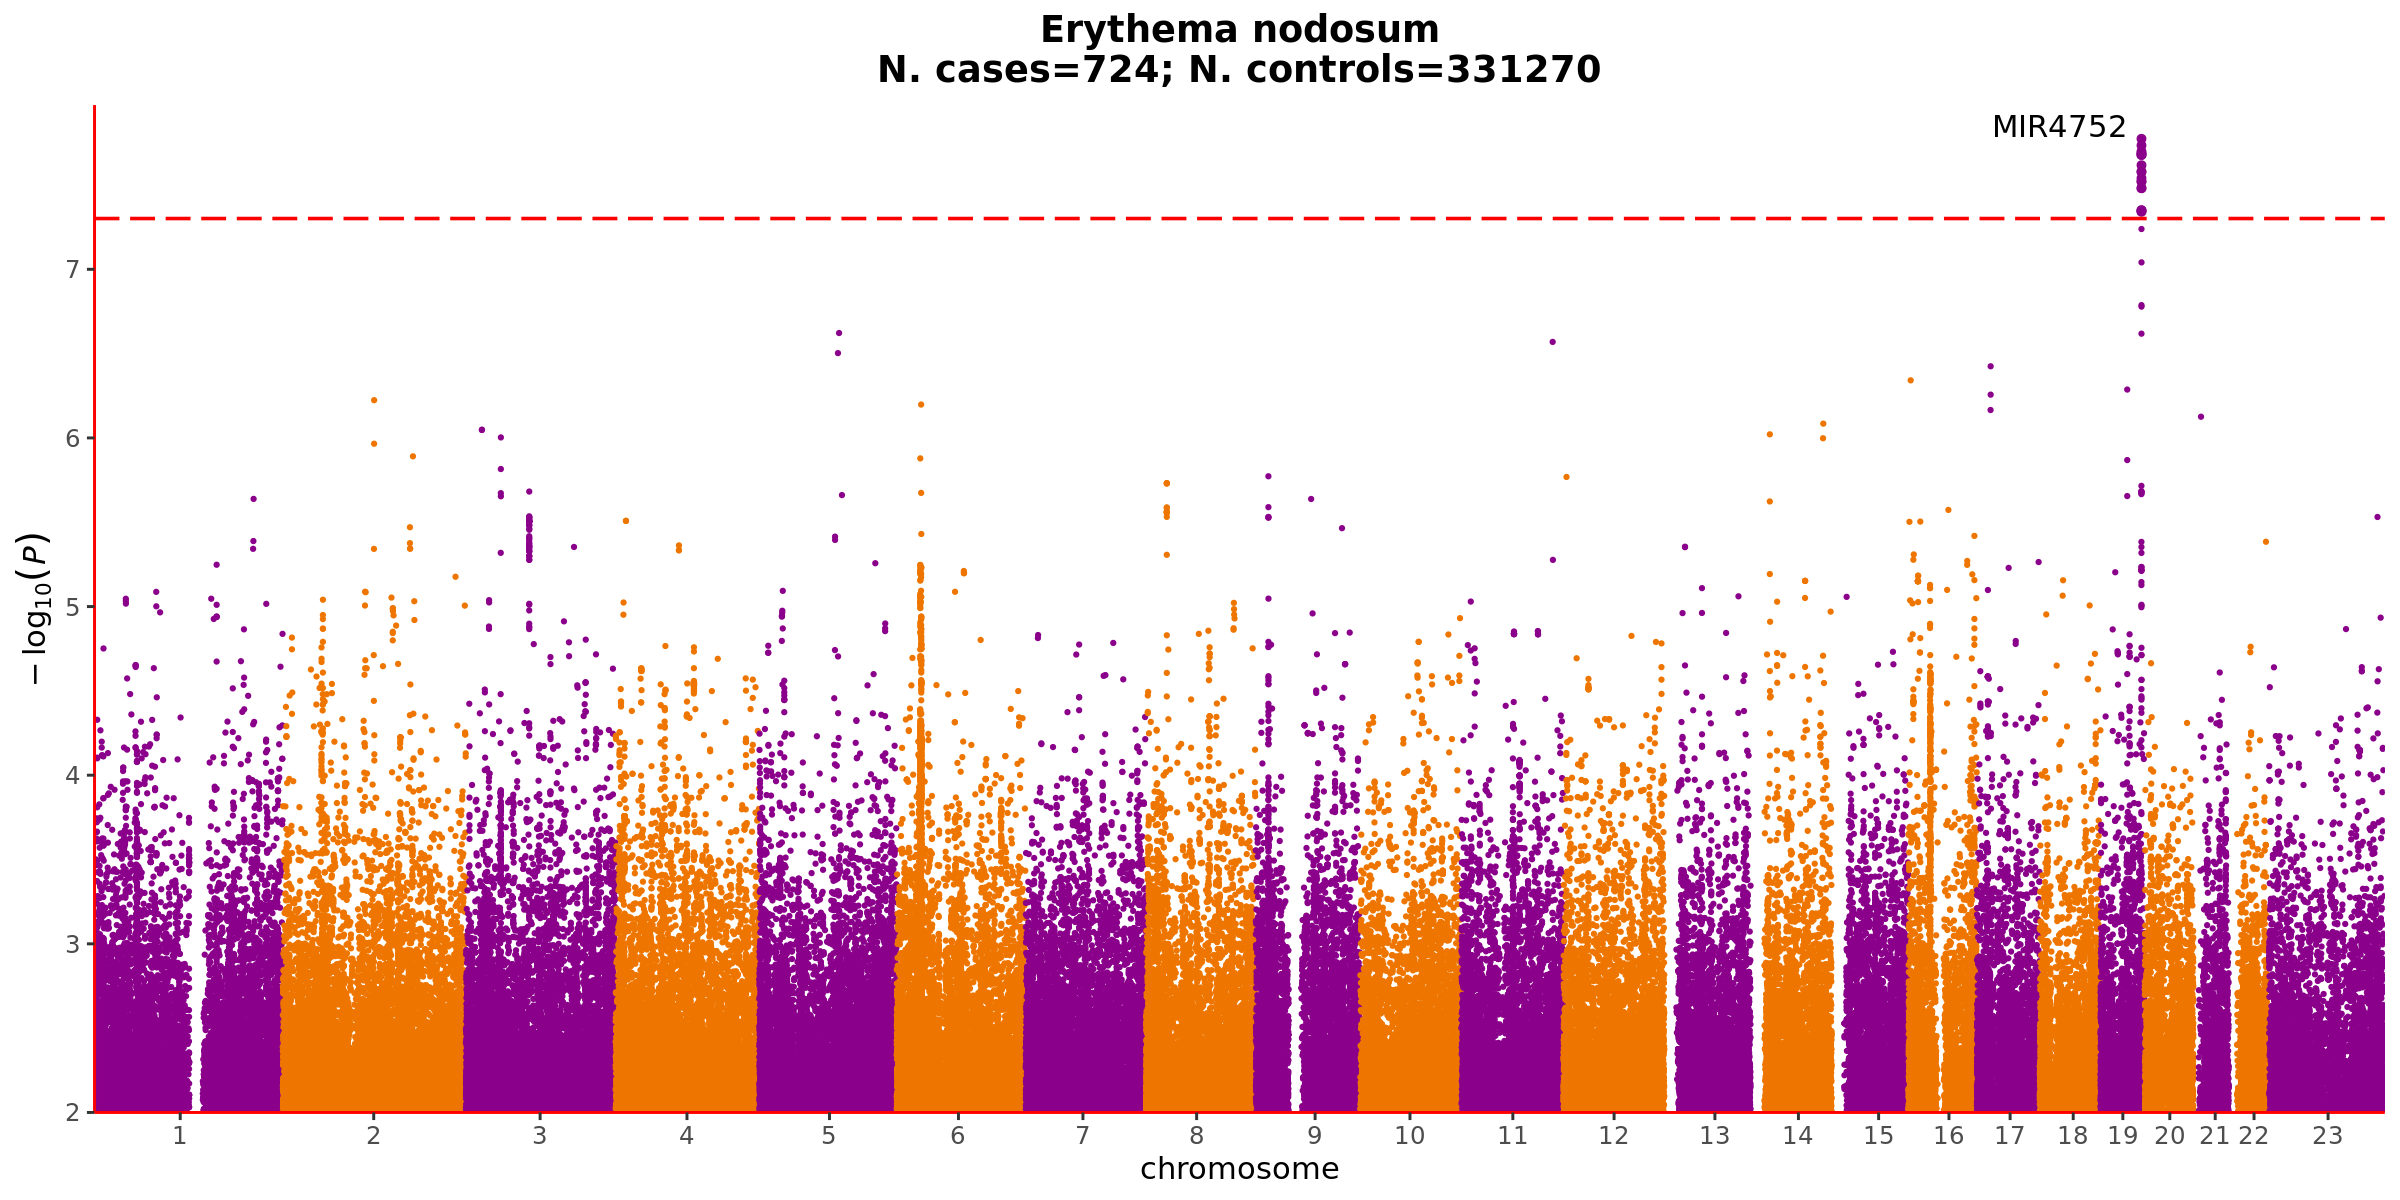 Erythema nodosum
N. cases=724; N. controls=331270
MIR4752
7
6
5
4
3
2
−log10(P)
1 2 3 4 5 6 7 8 9 10 11 12 13 14 15 16 17 18 19 20 21 22 23
chromosome